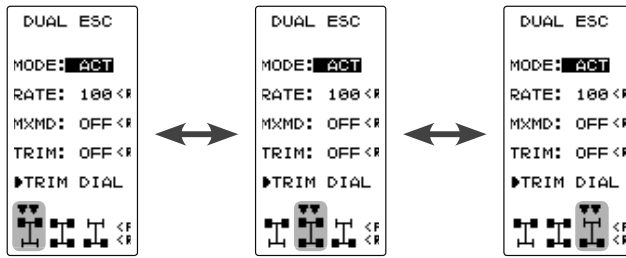 DUAL ESC
MODE: ACT
RATE: 100 <R
MXMD: OFF <R
TRIM: OFF <R
▶TRIM DIAL
<F
<R
DUAL ESC
MODE: ACT
RATE: 100 <R
MXMD: OFF <R
TRIM: OFF <R
▶TRIM DIAL
<F
<R
DUAL ESC
MODE: ACT
RATE: 100 <R
MXMD: OFF <R
TRIM: OFF <R
▶TRIM DIAL
<F
<R